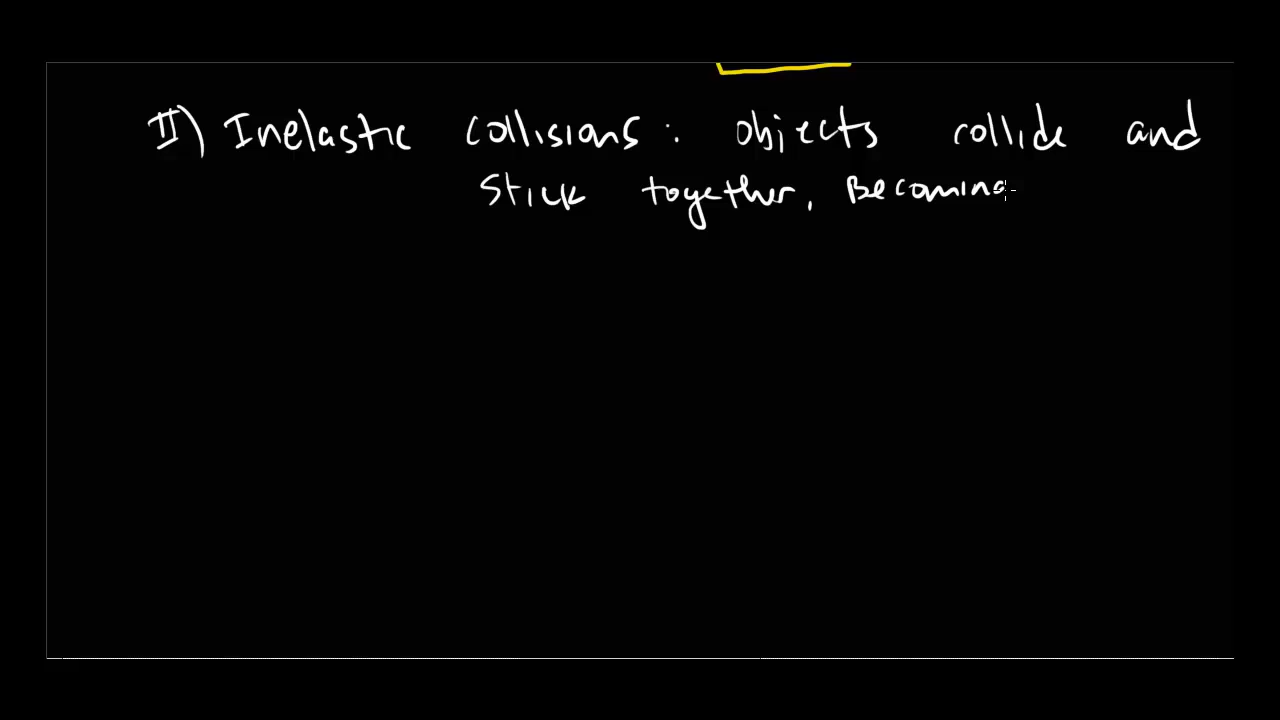 II) Inelastic collisions: objects collide and
stick together, Becoming